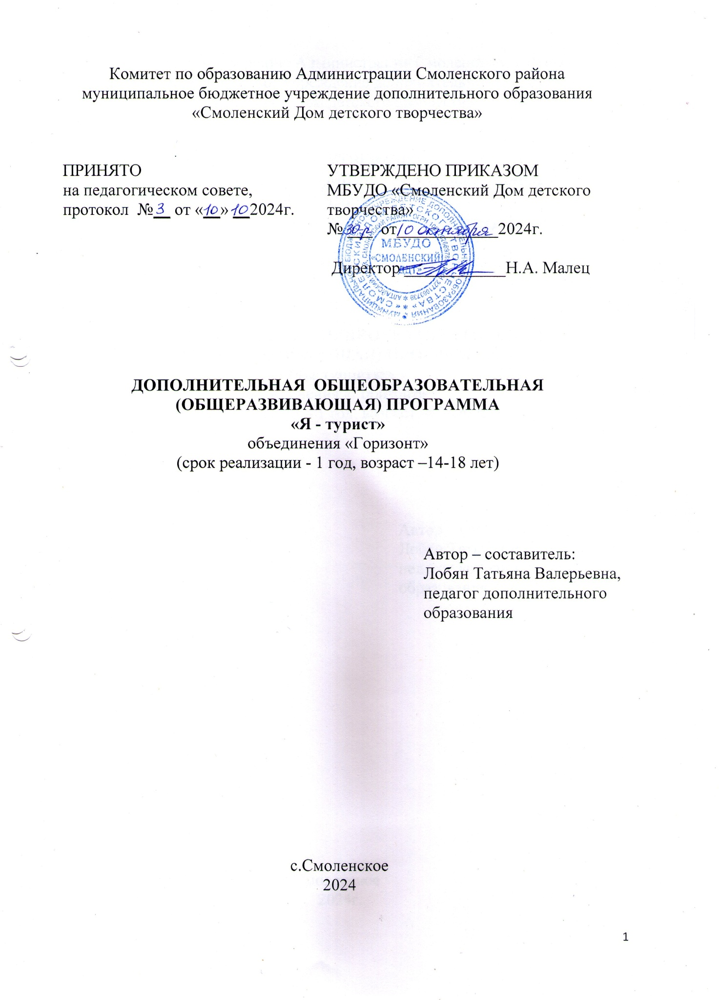 Комитет по образованию Администрации Смоленского района
муниципальное бюджетное учреждение дополнительного образования
«Смоленский Дом детского творчества»
ПРИНЯТО
на педагогическом совете,
протокол №3 от «10» 10 2024г.
УТВЕРЖДЕНО ПРИКАЗОМ
МБУДО «Смоленский Дом детского
творчества»
№ 30-р от 10 октября 2024г.
Директор Н.А. Малец
МБУДО
«СМОЛЕНСКИЙ
ДДТ»
ДОПОЛНИТЕЛЬНАЯ ОБЩЕОБРАЗОВАТЕЛЬНАЯ
(ОБЩЕРАЗВИВАЮЩАЯ) ПРОГРАММА
«Я - турист»
объединения «Горизонт»
(срок реализации - 1 год, возраст –14-18 лет)
Автор – составитель:
Лобян Татьяна Валерьевна,
педагог дополнительного
образования
с.Смоленское
2024
1